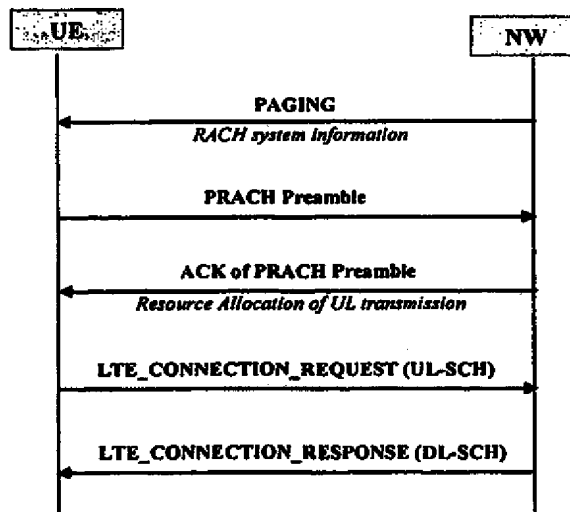 UE
NW
PAGING
RACH system information
PRACH Preamble
ACK of PRACH Preamble
Resource Allocation of UL transmission
LTE_CONNECTION_REQUEST (UL-SCH)
LTE_CONNECTION_RESPONSE (DL-SCH)